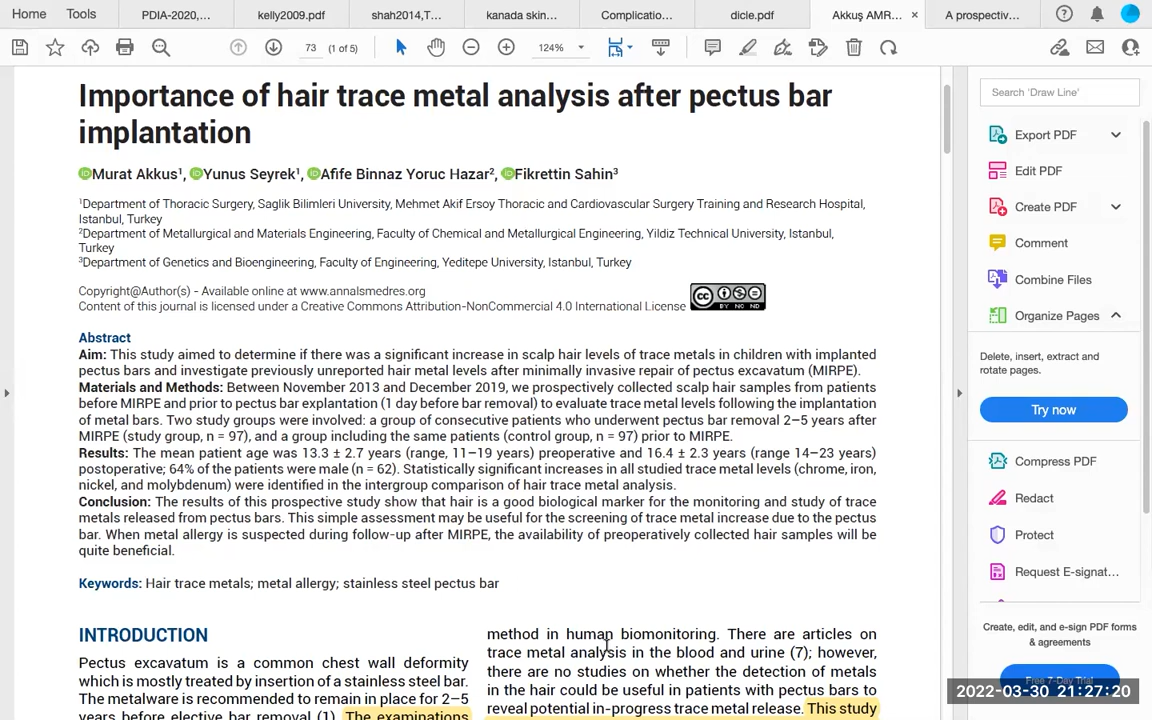 Home Tools PDIA-2020,... kelly2009.pdf shah2014,T... kanada skin... Complicatio... dicle.pdf Akkuş AMR... × A prospectiv...
73 (1 of 5) 124%
Importance of hair trace metal analysis after pectus bar
implantation
Murat Akkus¹, Yunus Seyrek¹, Afife Binnaz Yoruc Hazar², Fikrettin Sahin³
¹Department of Thoracic Surgery, Saglik Bilimleri University, Mehmet Akif Ersoy Thoracic and Cardiovascular Surgery Training and Research Hospital,
Istanbul, Turkey
²Department of Metallurgical and Materials Engineering, Faculty of Chemical and Metallurgical Engineering, Yildiz Technical University, Istanbul,
Turkey
³Department of Genetics and Bioengineering, Faculty of Engineering, Yeditepe University, Istanbul, Turkey
Copyright@Author(s) - Available online at www.annalsmedres.org
Content of this journal is licensed under a Creative Commons Attribution-NonCommercial 4.0 International License
cc BY NC ND
Abstract
Aim: This study aimed to determine if there was a significant increase in scalp hair levels of trace metals in children with implanted
pectus bars and investigate previously unreported hair metal levels after minimally invasive repair of pectus excavatum (MIRPE).
Materials and Methods: Between November 2013 and December 2019, we prospectively collected scalp hair samples from patients
before MIRPE and prior to pectus bar explantation (1 day before bar removal) to evaluate trace metal levels following the implantation
of metal bars. Two study groups were involved: a group of consecutive patients who underwent pectus bar removal 2–5 years after
MIRPE (study group, n = 97), and a group including the same patients (control group, n = 97) prior to MIRPE.
Results: The mean patient age was 13.3 ± 2.7 years (range, 11–19 years) preoperative and 16.4 ± 2.3 years (range 14–23 years)
postoperative; 64% of the patients were male (n = 62). Statistically significant increases in all studied trace metal levels (chrome, iron,
nickel, and molybdenum) were identified in the intergroup comparison of hair trace metal analysis.
Conclusion: The results of this prospective study show that hair is a good biological marker for the monitoring and study of trace
metals released from pectus bars. This simple assessment may be useful for the screening of trace metal increase due to the pectus
bar. When metal allergy is suspected during follow-up after MIRPE, the availability of preoperatively collected hair samples will be
quite beneficial.
Keywords: Hair trace metals; metal allergy; stainless steel pectus bar
INTRODUCTION
Pectus excavatum is a common chest wall deformity
which is mostly treated by insertion of a stainless steel bar.
The metalware is recommended to remain in place for 2–5
years before elective bar removal (1). The examinations
method in human biomonitoring. There are articles on
trace metal analysis in the blood and urine (7); however,
there are no studies on whether the detection of metals
in the hair could be useful in patients with pectus bars to
reveal potential in-progress trace metal release. This study
Search 'Draw Line'
Export PDF
Edit PDF
Create PDF
Comment
Combine Files
Organize Pages
Delete, insert, extract and
rotate pages.
Try now
Compress PDF
Redact
Protect
Request E-signat...
Create, edit, and e-sign PDF forms
& agreements
Free 7-Day Trial
2022-03-30 21:27:20